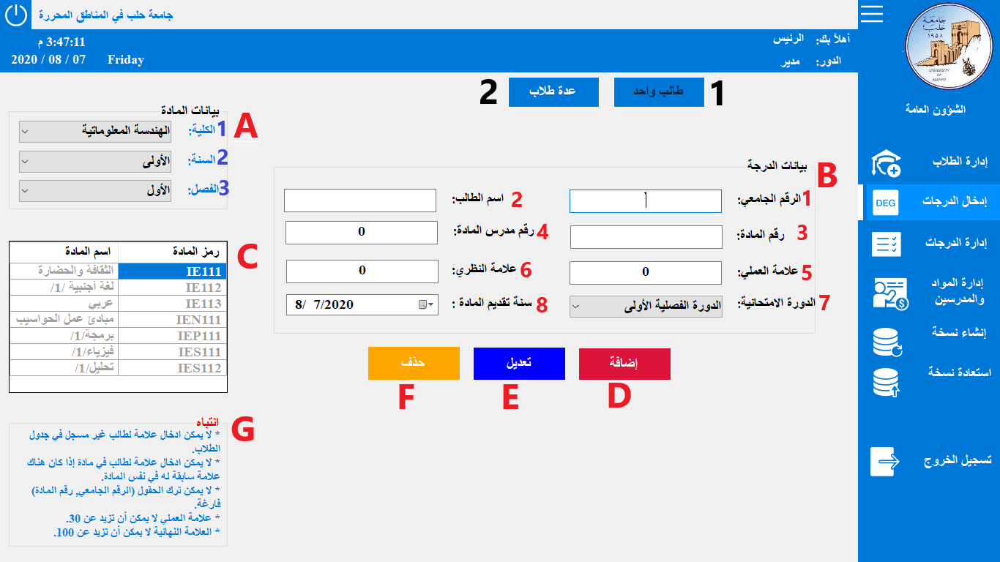 جامعة حلب في المناطق المحررة
أهلاً بك: الرئيس
الدور: مدير
3:47:11 م
2020 / 08 / 07 Friday
جامعة حلب
١٩٥٨
UNIVERSITY
OF
ALEPPO
الشؤون العامة
إدارة الطلاب
إدخال الدرجات
DEG
إدارة الدرجات
إدارة المواد
والمدرسين
إنشاء نسخة
استعادة نسخة
تسجيل الخروج
1 طالب واحد
عدة طلاب 2
B بيانات الدرجة
1 الرقم الجامعي:
2 اسم الطالب:
3 رقم المادة:
4 رقم مدرس المادة: 0
5 علامة العملي: 0
6 علامة النظري: 0
7 الدورة الامتحانية: الدورة الفصلية الأولى
8 سنة تقديم المادة : 8/ 7/2020
إضافة
D
تعديل
E
حذف
F
A بيانات المادة
1 الكلية: الهندسة المعلوماتية
2 السنة: الأولى
3 الفصل: الأول
C
رمز المادة اسم المادة
IE111 الثقافة والحضارة
IE112 لغة أجنبية /1/
IE113 عربي
IEN111 مبادئ عمل الحواسيب
IEP111 برمجة/1/
IES111 فيزياء/1/
IES112 تحليل/1/
G انتباه
* لا يمكن ادخال علامة لطالب غير مسجل في جدول
الطلاب.
* لا يمكن ادخال علامة لطالب في مادة إذا كان هناك
علامة سابقة له في نفس المادة.
* لا يمكن ترك الحقول (الرقم الجامعي, رقم المادة)
فارغة.
* علامة العملي لا يمكن أن تزيد عن 30.
* العلامة النهائية لا يمكن أن تزيد عن 100.